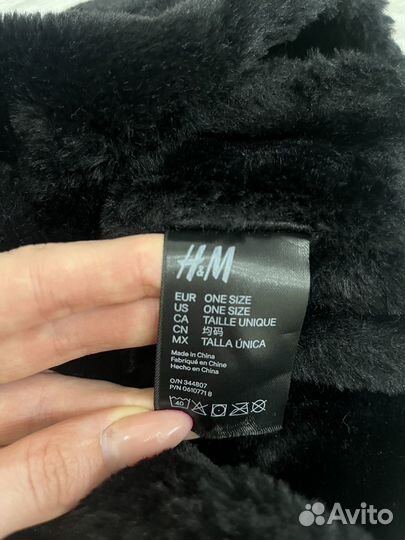 H&M
EUR ONE SIZE
US ONE SIZE
CA TAILLE UNIQUE
CN 均码
MX TALLA ÚNICA
Made in China
Fabriqué en Chine
Hecho en China
O/N 344807
P/N 0610771 8
40
Avito